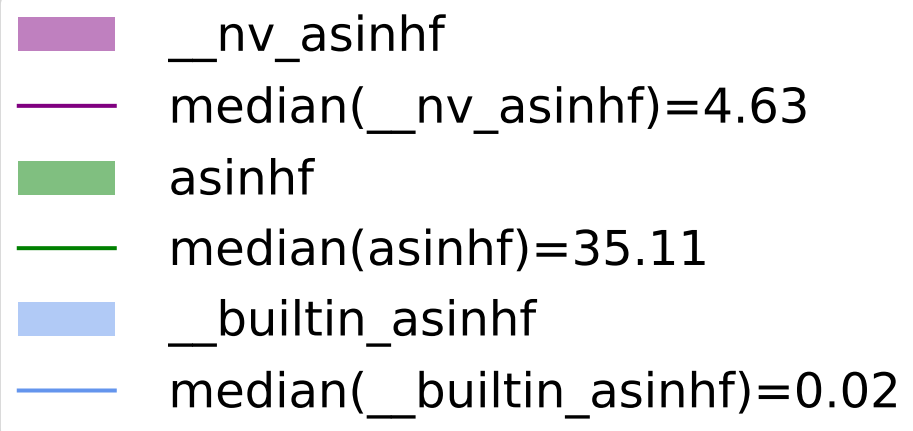 __nv_asinhf
median(__nv_asinhf)=4.63
asinhf
median(asinhf)=35.11
__builtin_asinhf
median(__builtin_asinhf)=0.02